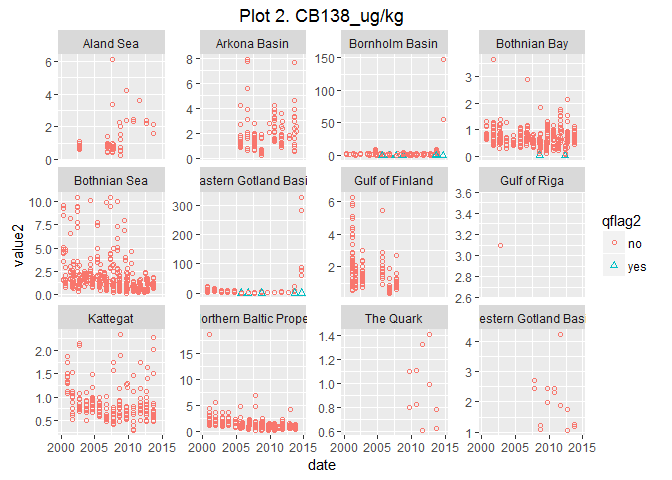 Plot 2. CB138_ug/kg
Aland Sea
Arkona Basin
Bornholm Basin
Bothnian Bay
6
4
2
0
8
6
4
2
0
150
100
50
0
4
3
2
1
0
Bothnian Sea
astern Gotland Basi
Gulf of Finland
Gulf of Riga
10.0
7.5
5.0
2.5
0.0
300
200
100
0
6
4
2
3.6
3.4
3.2
3.0
2.8
2.6
Kattegat
orthern Baltic Prope
The Quark
estern Gotland Bas
2.0
1.5
1.0
0.5
15
10
5
0
1.4
1.2
1.0
0.8
0.6
4
3
2
1
2000 2005 2010 2015
2000 2005 2010 2015
2000 2005 2010 2015
2000 2005 2010 2015
date
value2
qflag2
no
yes